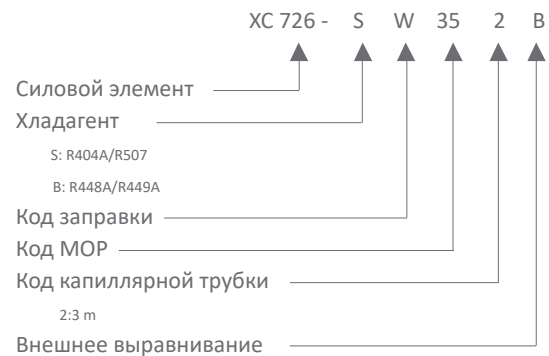 XC 726 - S W 35 2 B
Силовой элемент
Хладагент
S: R404A/R507
B: R448A/R449A
Код заправки
Код MOP
Код капиллярной трубки
2:3 m
Внешнее выравнивание